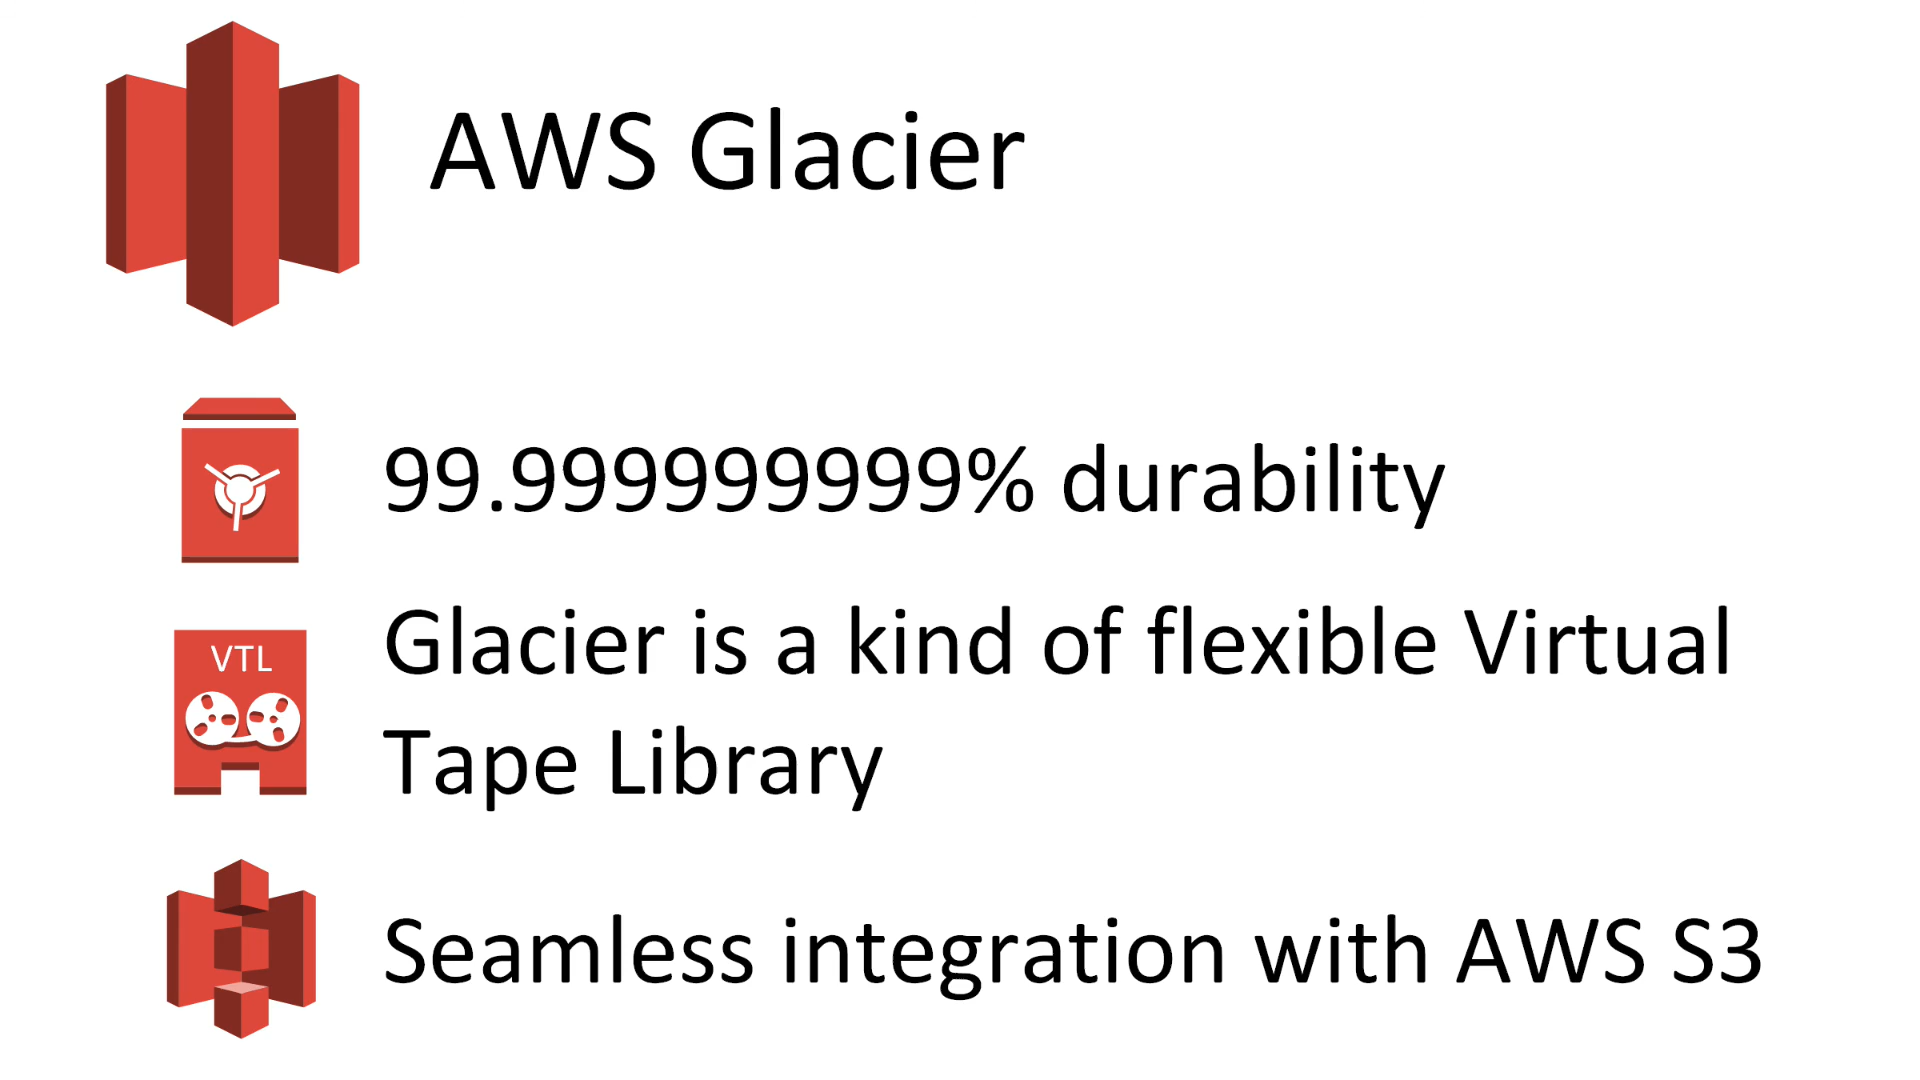 AWS Glacier
99.999999999% durability
VTL
Glacier is a kind of flexible Virtual
Tape Library
Seamless integration with AWS S3